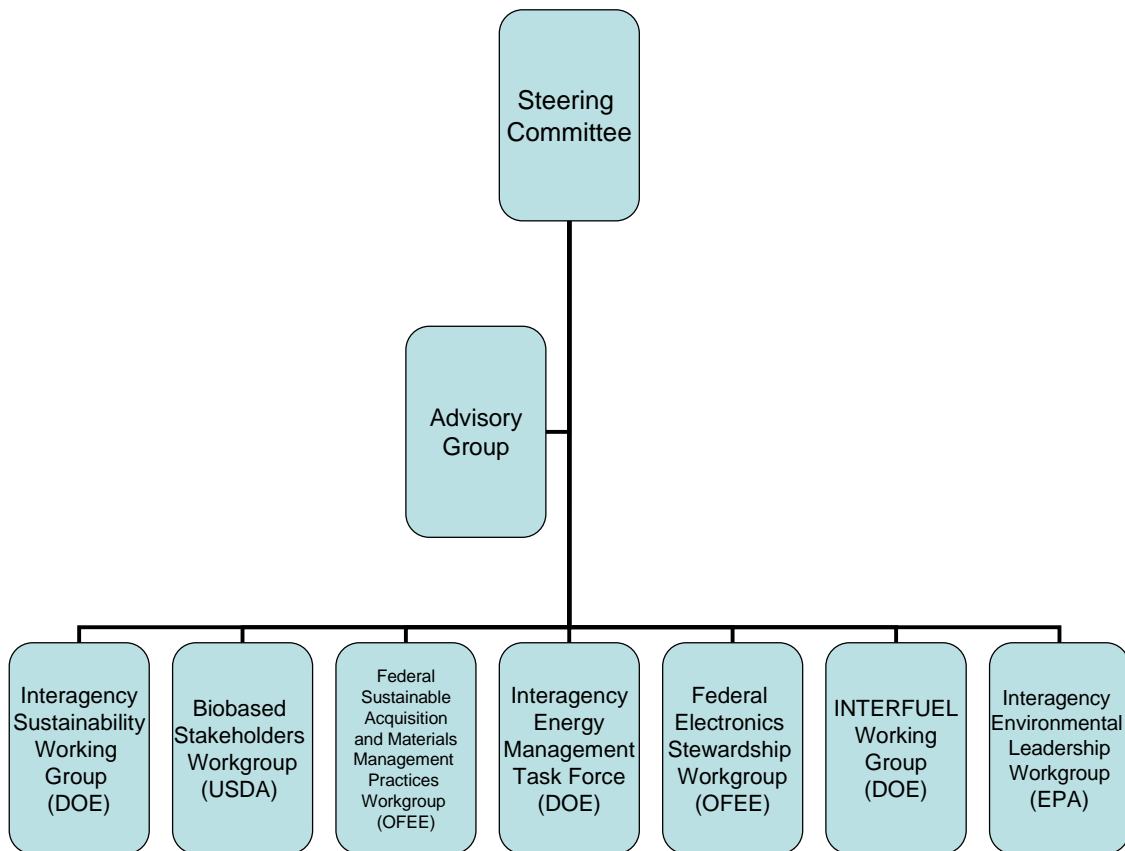 Steering
Committee
Advisory
Group
Interagency
Sustainability
Working
Group
(DOE)
Biobased
Stakeholders
Workgroup
(USDA)
Federal
Sustainable
Acquisition
and Materials
Management
Practices
Workgroup
(OFEE)
Interagency
Energy
Management
Task Force
(DOE)
Federal
Electronics
Stewardship
Workgroup
(OFEE)
INTERFUEL
Working
Group
(DOE)
Interagency
Environmental
Leadership
Workgroup
(EPA)